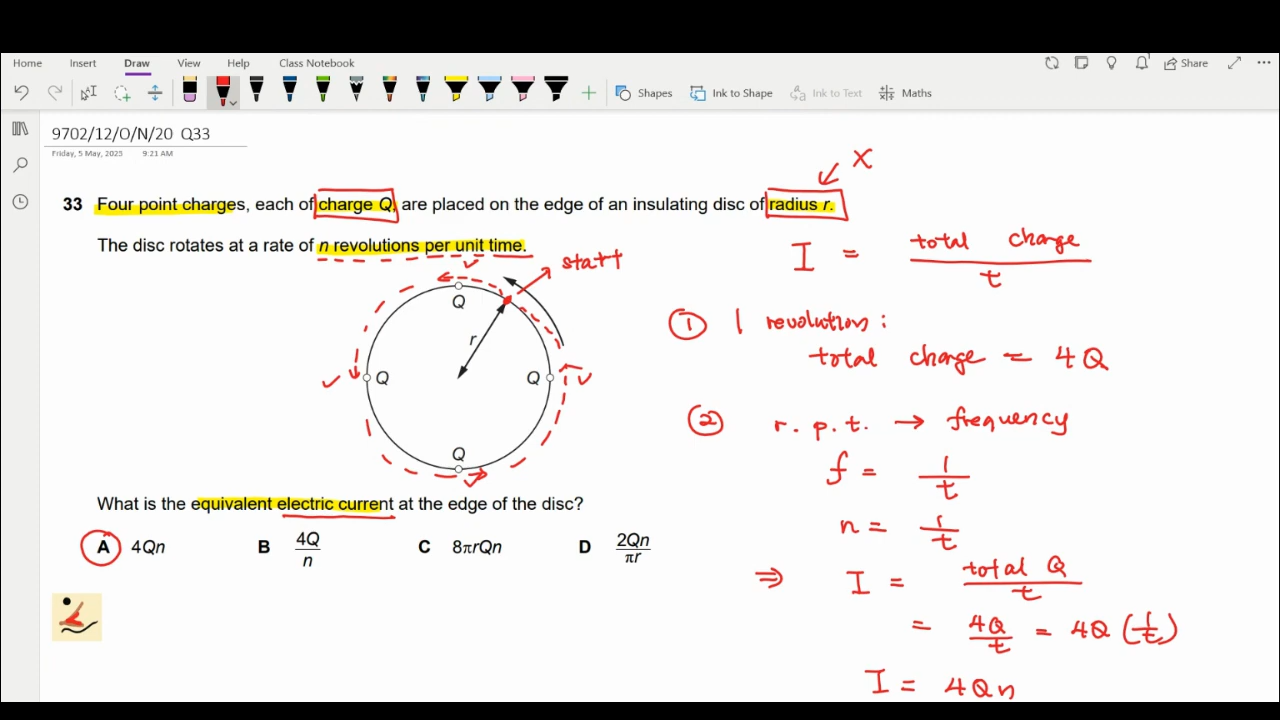 Home Insert Draw View Help Class Notebook Share
Shapes Ink to Shape Ink to Text Maths
9702/12/O/N/20 Q33
Friday, 5 May, 2023 9:21 AM
x
33 Four point charges, each of charge Q, are placed on the edge of an insulating disc of radius r.
The disc rotates at a rate of n revolutions per unit time.
start
Q
r
Q
Q
Q
What is the equivalent electric current at the edge of the disc?
A 4Qn B 4Q/n C 8πrQn D 2Qn/πr
I = total charge / t
① 1 revolution:
total charge = 4Q
② r.p.t. → frequency
f = 1/t
n = 1/t
⇒ I = total Q / t
= 4Q/t = 4Q (1/t)
I = 4Qn